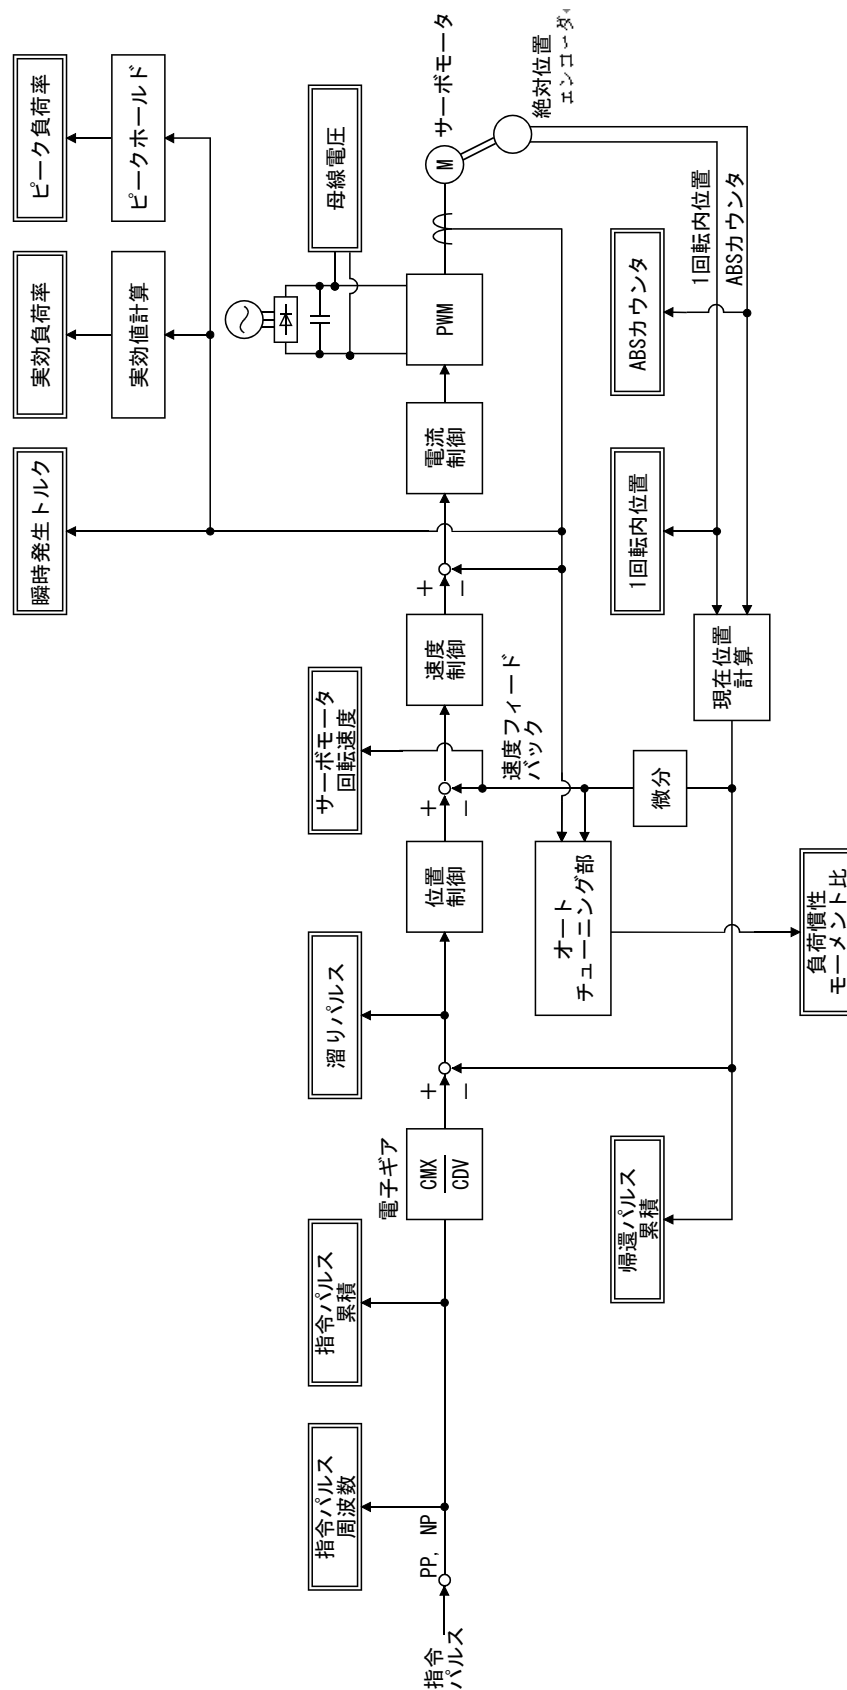 瞬時発生トルク
実効負荷率
ピーク負荷率
実効値計算
ピークホールド
指令パルス
周波数
指令パルス
累積
溜りパルス
サーボモータ
回転速度
母線電圧
指令
パルス
PP, NP
電子ギア
CMX
CDV
+
−
位置
制御
+
−
速度
制御
+
−
電流
制御
PWM
M
サーボモータ
絶対位置
エンコーダ
速度フィード
バック
オート
チューニング部
微分
現在位置
計算
1回転内位置
ABSカウンタ
帰還パルス
累積
1回転内位置
ABSカウンタ
負荷慣性
モーメント比